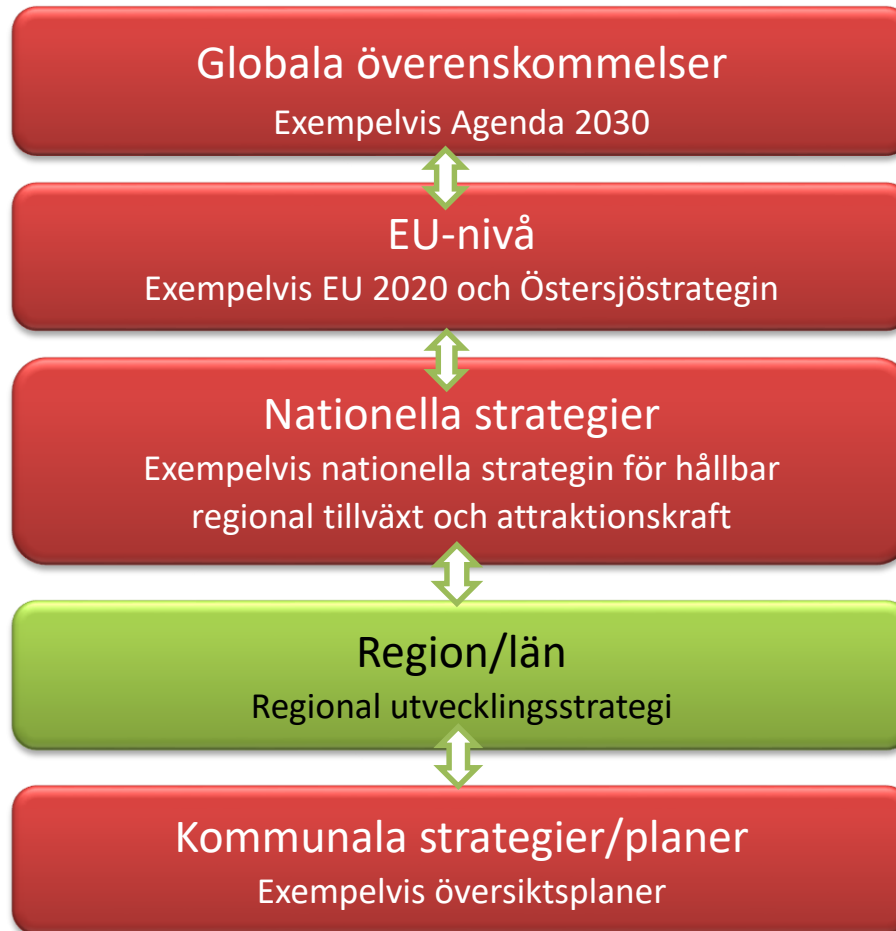 Globala överenskommelser
Exempelvis Agenda 2030
EU-nivå
Exempelvis EU 2020 och Östersjöstrategin
Nationella strategier
Exempelvis nationella strategin för hållbar
regional tillväxt och attraktionskraft
Region/län
Regional utvecklingsstrategi
Kommunala strategier/planer
Exempelvis översiktsplaner